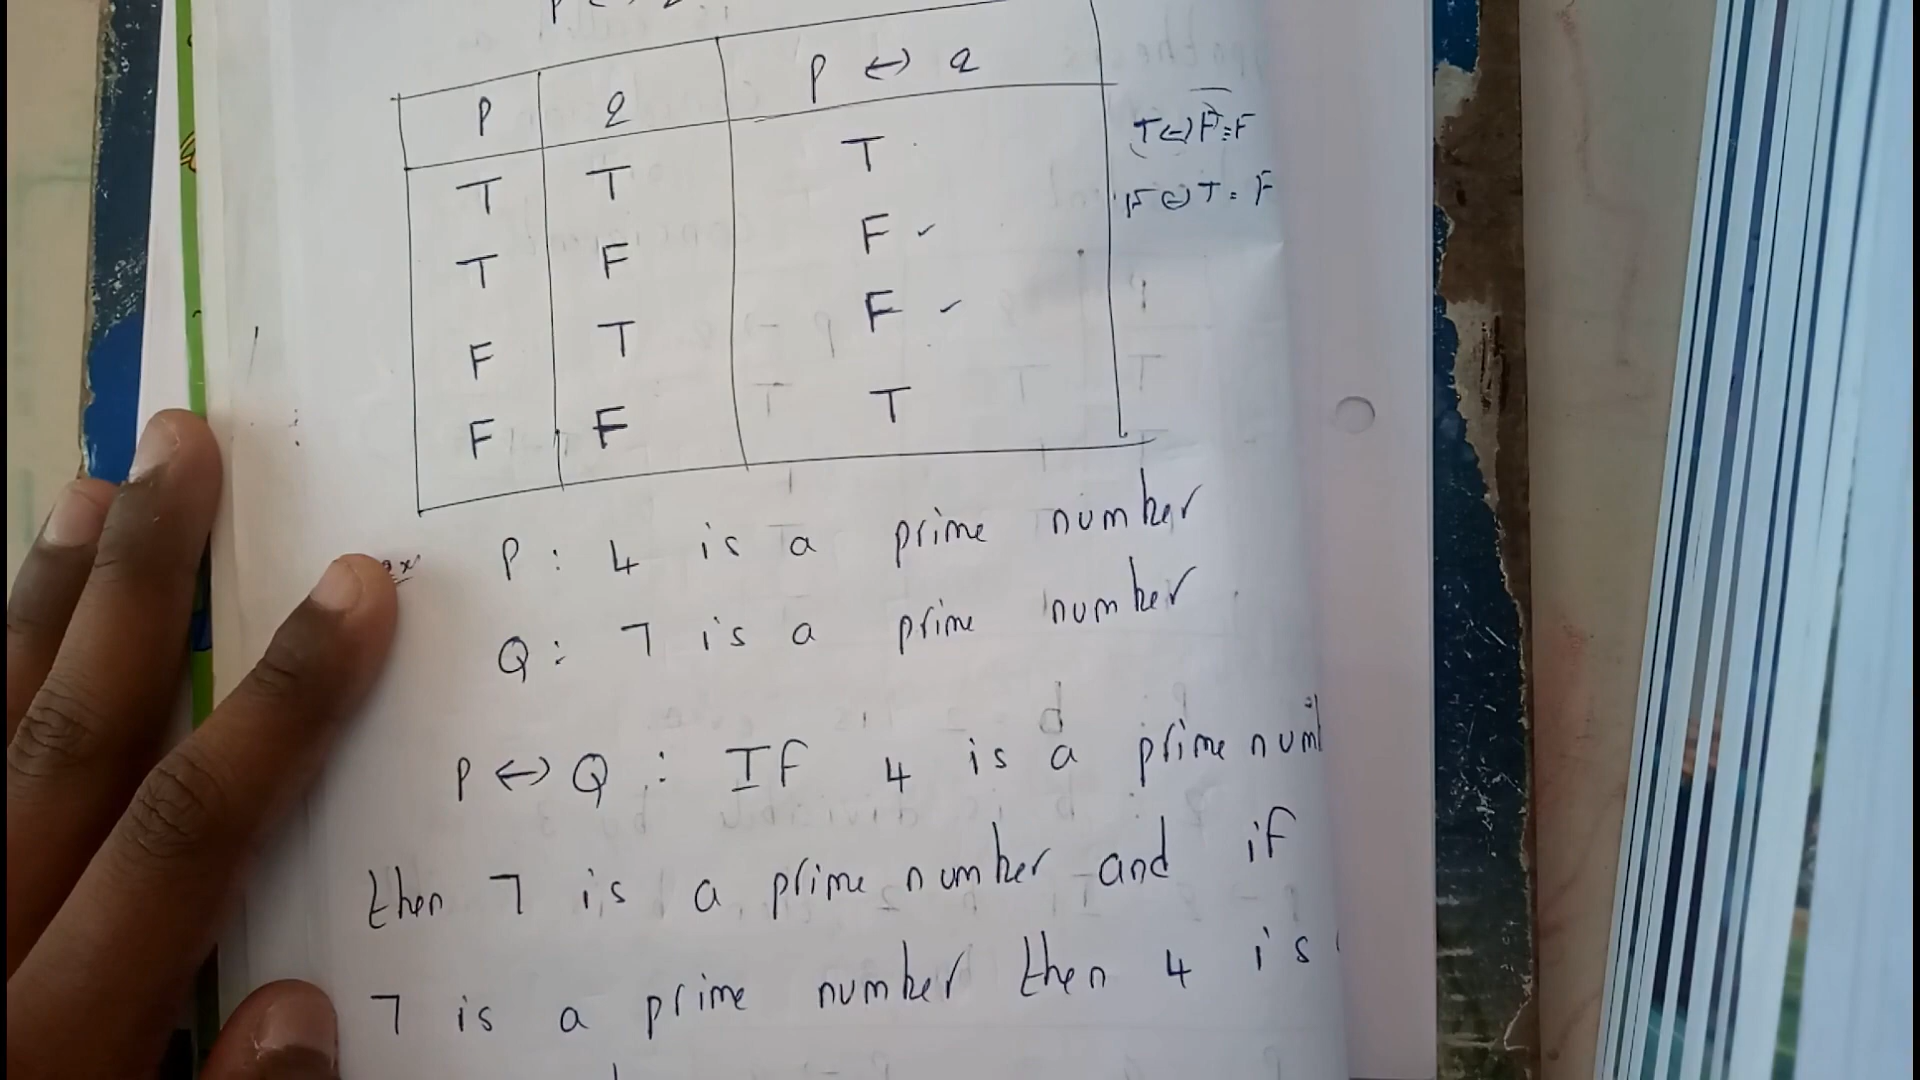 P Q P ↔ Q
T T T
T F F
F T F
F F T
T↔F=F
F↔T=F
ex
P : 4 is a prime number
Q : 7 is a prime number
P ↔ Q : If 4 is a prime num
then 7 is a prime number and if
7 is a prime number then 4 is